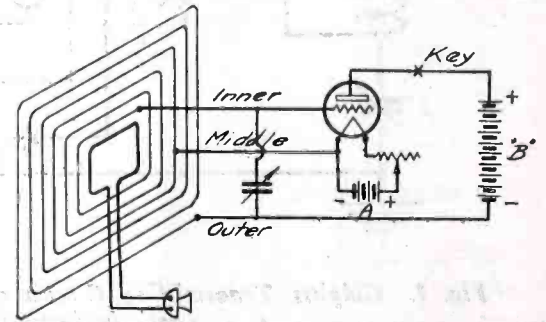 Key
Inner
+
Middle
"B"
- A +
-
Outer